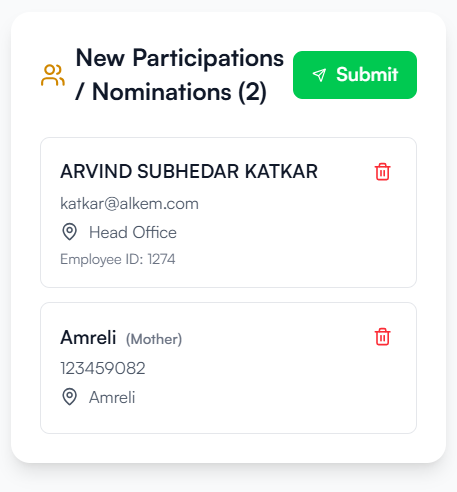 New Participations
/ Nominations (2)
Submit
ARVIND SUBHEDAR KATKAR
katkar@alkem.com
Head Office
Employee ID: 1274
Amreli (Mother)
123459082
Amreli